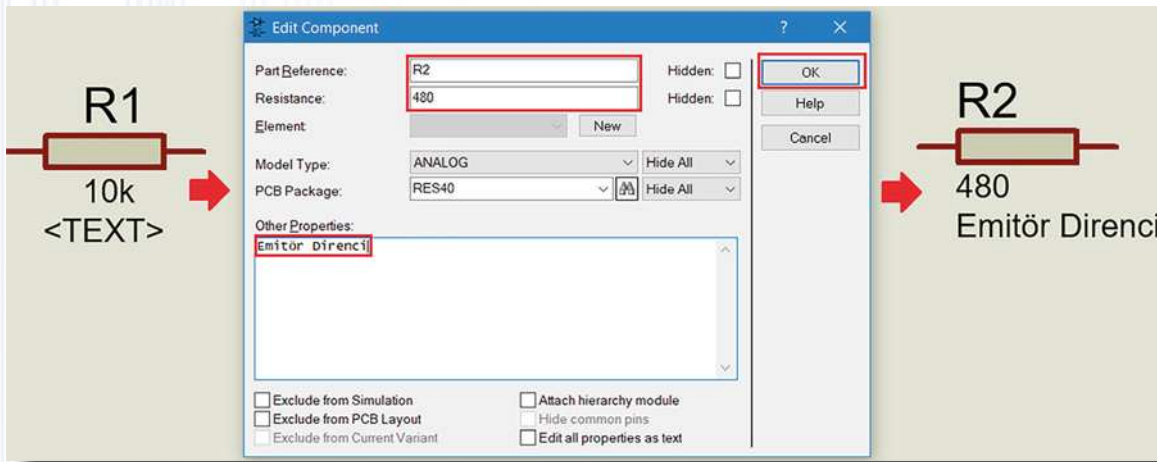 R1
10k
<TEXT>
Edit Component
? ×
Part Reference: R2 Hidden:
Resistance: 480 Hidden:
Element: New
Model Type: ANALOG Hide All
PCB Package: RES40 Hide All
Other Properties:
Emitör Direnci
Exclude from Simulation
Exclude from PCB Layout
Exclude from Current Variant
Attach hierarchy module
Hide common pins
Edit all properties as text
OK
Help
Cancel
R2
480
Emitör Direnci